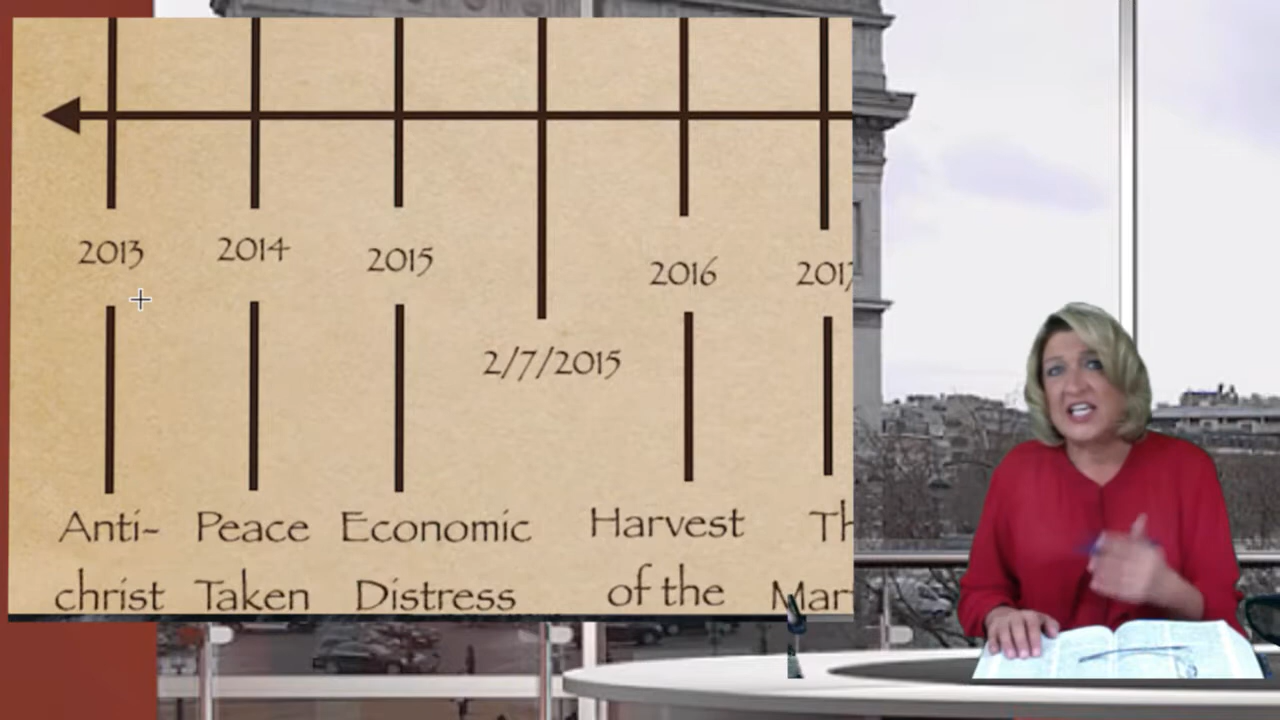 2013 2014 2015 2016
2/7/2015
Anti- Peace Economic Harvest
christ Taken Distress of the